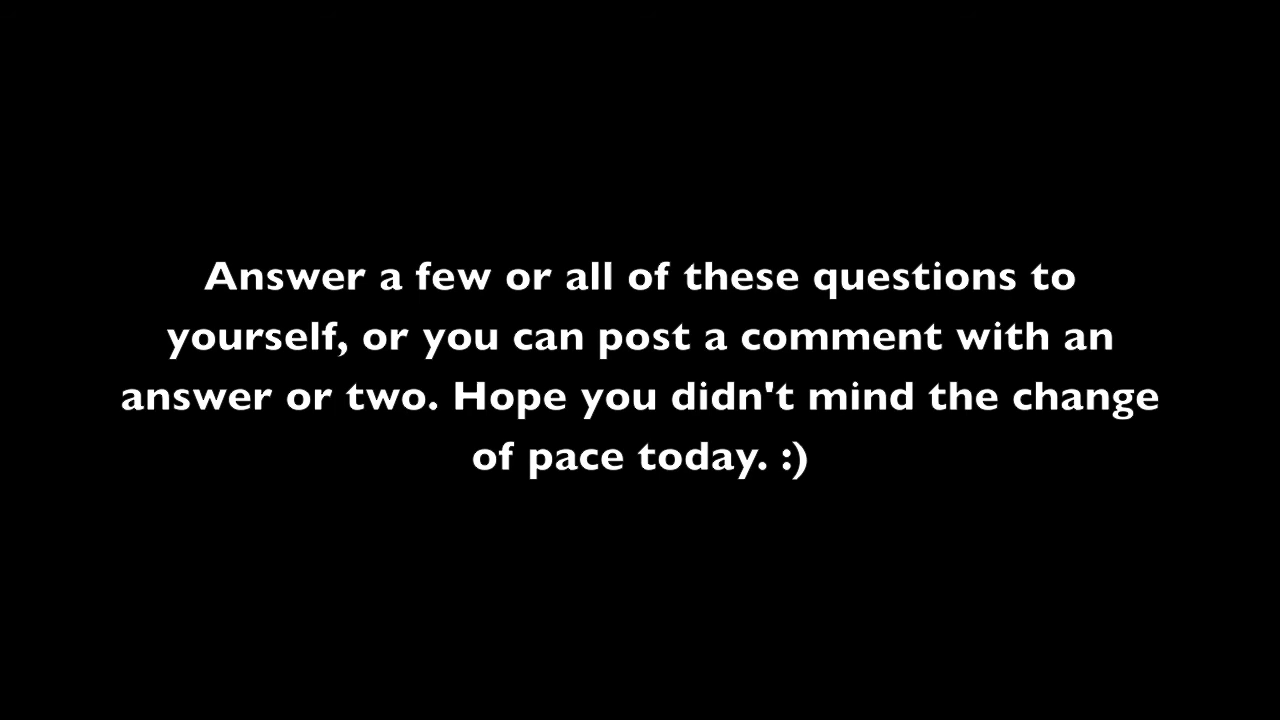 Answer a few or all of these questions to
yourself, or you can post a comment with an
answer or two. Hope you didn't mind the change
of pace today. :)